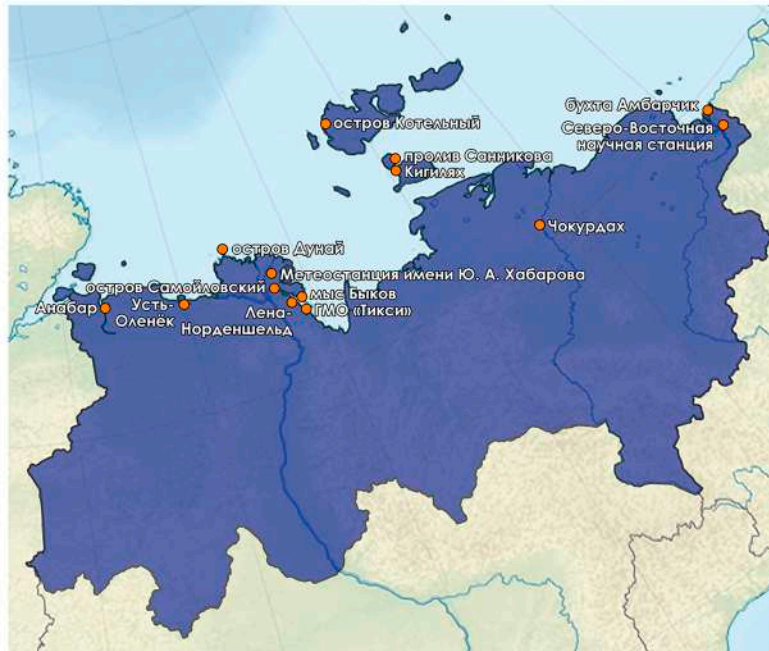 бухта Амбарчик
Северо-Восточная
научная станция
остров Котельный
пролив Санникова
Кигилях
Чокурдах
остров Дунай
Метеостанция имени Ю. А. Хабарова
остров Самойловский
мыс Быков
Анабар
Усть-
Оленёк
Лена-
Норденшельд
ГМО «Тикси»